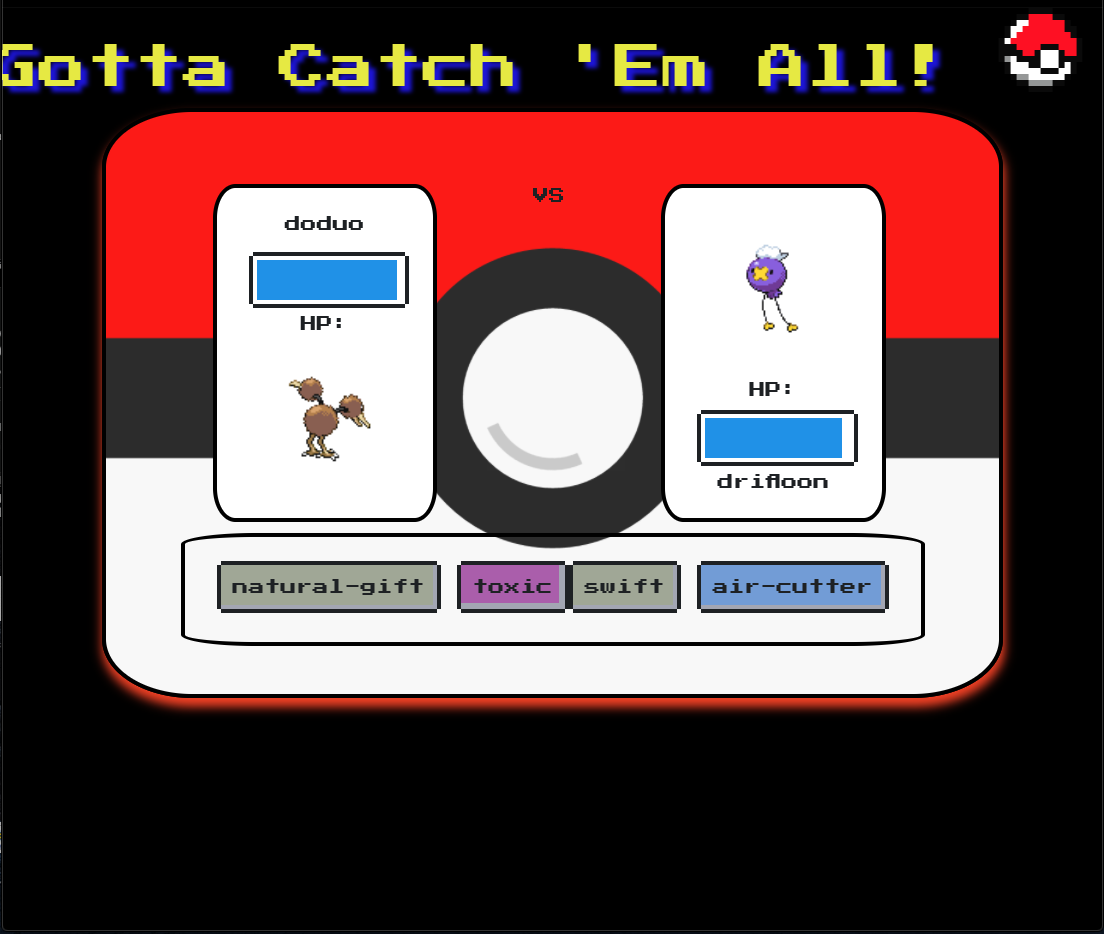 Gotta Catch 'Em All!
vs
doduo
HP:
HP:
drifloon
natural-gift
toxic
swift
air-cutter